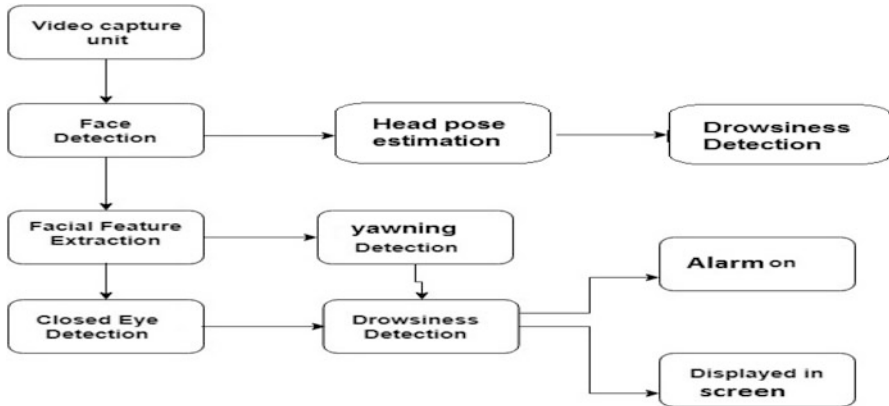 Video capture
unit
Face
Detection
Head pose
estimation
Drowsiness
Detection
Facial Feature
Extraction
yawning
Detection
Alarm on
Closed Eye
Detection
Drowsiness
Detection
Displayed in
screen